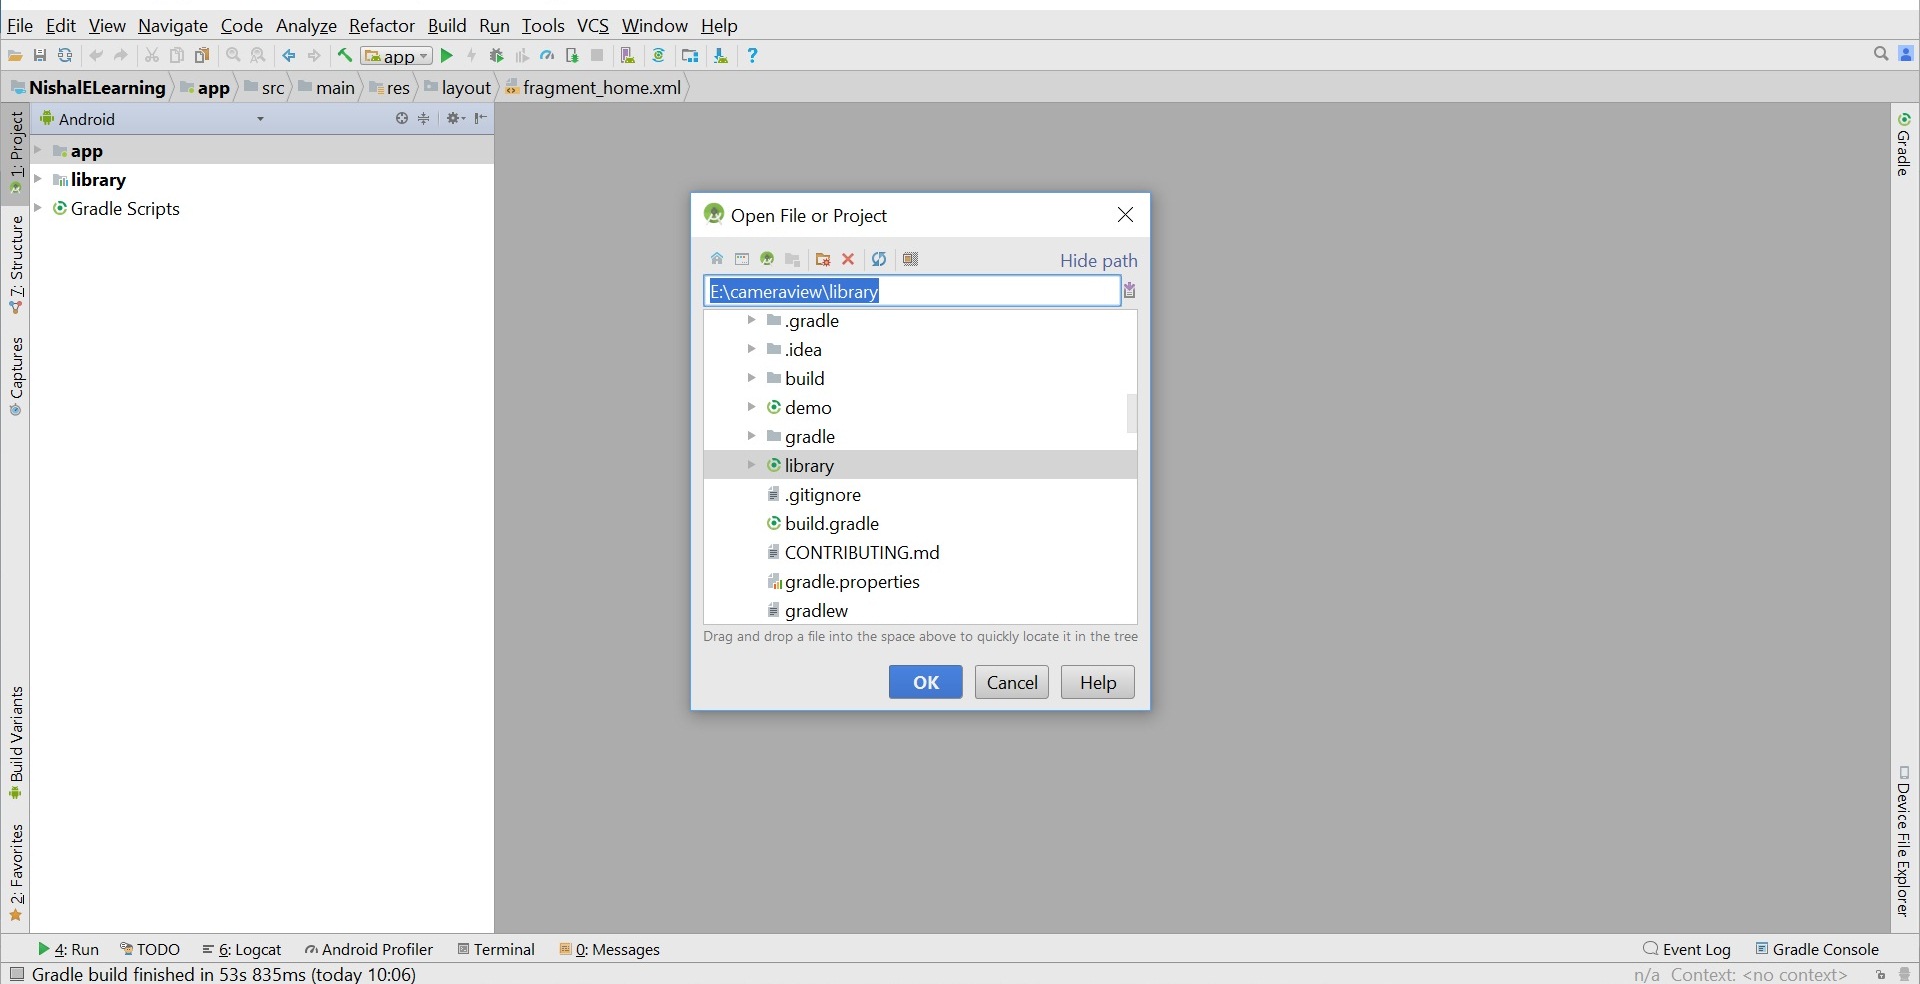 File Edit View Navigate Code Analyze Refactor Build Run Tools VCS Window Help
app
NishalELearning app src main res layout fragment_home.xml
1: Project
7: Structure
Captures
Build Variants
2: Favorites
Android
app
library
Gradle Scripts
Open File or Project
Hide path
E:\cameraview\library
.gradle
.idea
build
demo
gradle
library
.gitignore
build.gradle
CONTRIBUTING.md
gradle.properties
gradlew
Drag and drop a file into the space above to quickly locate it in the tree
OK Cancel Help
Gradle
Device File Explorer
4: Run TODO 6: Logcat Android Profiler Terminal 0: Messages Event Log Gradle Console
Gradle build finished in 53s 835ms (today 10:06) n/a Context: <no context>